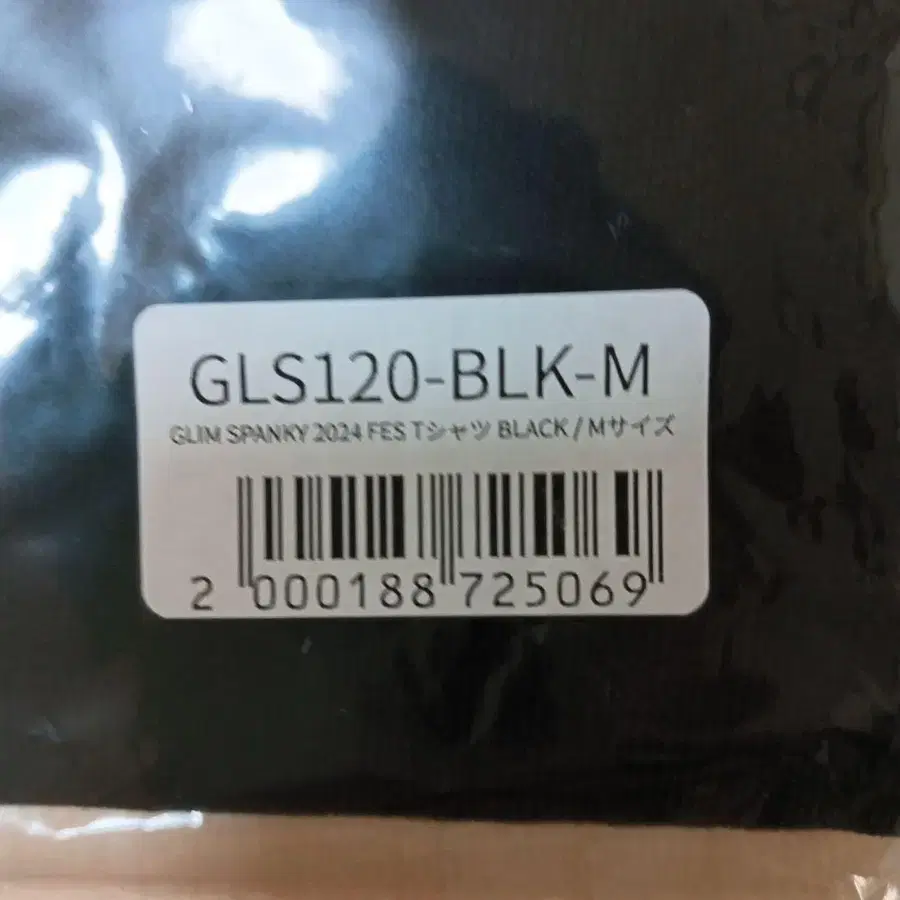 GLS120-BLK-M
GLIM SPANKY 2024 FES Tシャツ BLACK / Mサイズ
2 000188 725069